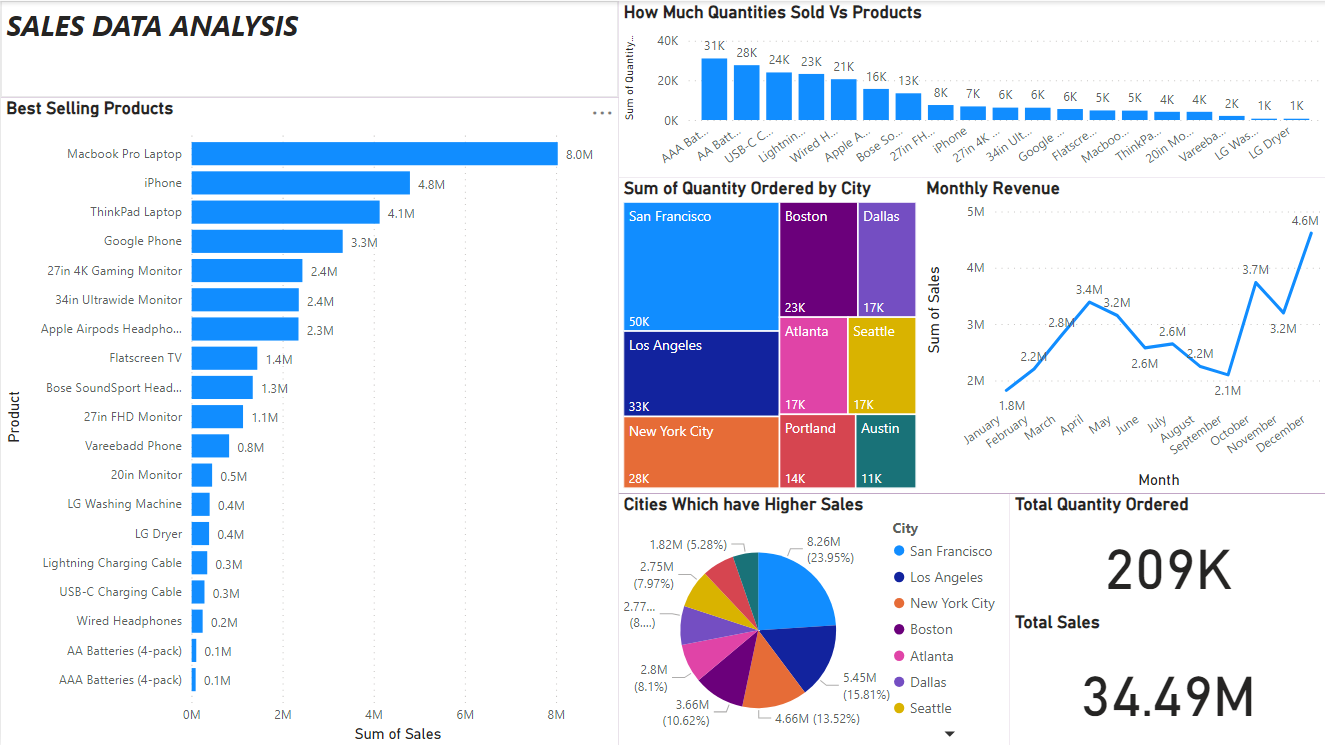 SALES DATA ANALYSIS
Best Selling Products
...
Product
Macbook Pro Laptop 8.0M
iPhone 4.8M
ThinkPad Laptop 4.1M
Google Phone 3.3M
27in 4K Gaming Monitor 2.4M
34in Ultrawide Monitor 2.4M
Apple Airpods Headpho... 2.3M
Flatscreen TV 1.4M
Bose SoundSport Head... 1.3M
27in FHD Monitor 1.1M
Vareebadd Phone 0.8M
20in Monitor 0.5M
LG Washing Machine 0.4M
LG Dryer 0.4M
Lightning Charging Cable 0.3M
USB-C Charging Cable 0.3M
Wired Headphones 0.2M
AA Batteries (4-pack) 0.1M
AAA Batteries (4-pack) 0.1M
0M 2M 4M 6M 8M
Sum of Sales
How Much Quantities Sold Vs Products
Sum of Quantity...
40K
20K
0K
31K 28K 24K 23K 21K 16K 13K 8K 7K 6K 6K 6K 5K 5K 4K 4K 2K 1K 1K
AAA Bat... AA Batt... USB-C C... Lightnin... Wired H... Apple A... Bose So... 27in FH... iPhone 27in 4K ... 34in Ult... Google ... Flatscre... Macboo... ThinkPa... 20in Mo... Vareeba... LG Was... LG Dryer
Sum of Quantity Ordered by City
San Francisco
50K
Los Angeles
33K
New York City
28K
Boston
23K
Dallas
17K
Atlanta
17K
Seattle
17K
Portland
14K
Austin
11K
Monthly Revenue
Sum of Sales
5M
4M
3M
2M
1.8M 2.2M 2.8M 3.4M 3.2M 2.6M 2.6M 2.2M 2.1M 3.7M 3.2M 4.6M
January February March April May June July August September October November December
Month
Cities Which have Higher Sales
8.26M
(23.95%)
5.45M
(15.81%)
4.66M (13.52%)
3.66M
(10.62%)
2.8M
(8.1%)
2.77...
(8....)
2.75M
(7.97%)
1.82M (5.28%)
City
San Francisco
Los Angeles
New York City
Boston
Atlanta
Dallas
Seattle
Total Quantity Ordered
209K
Total Sales
34.49M